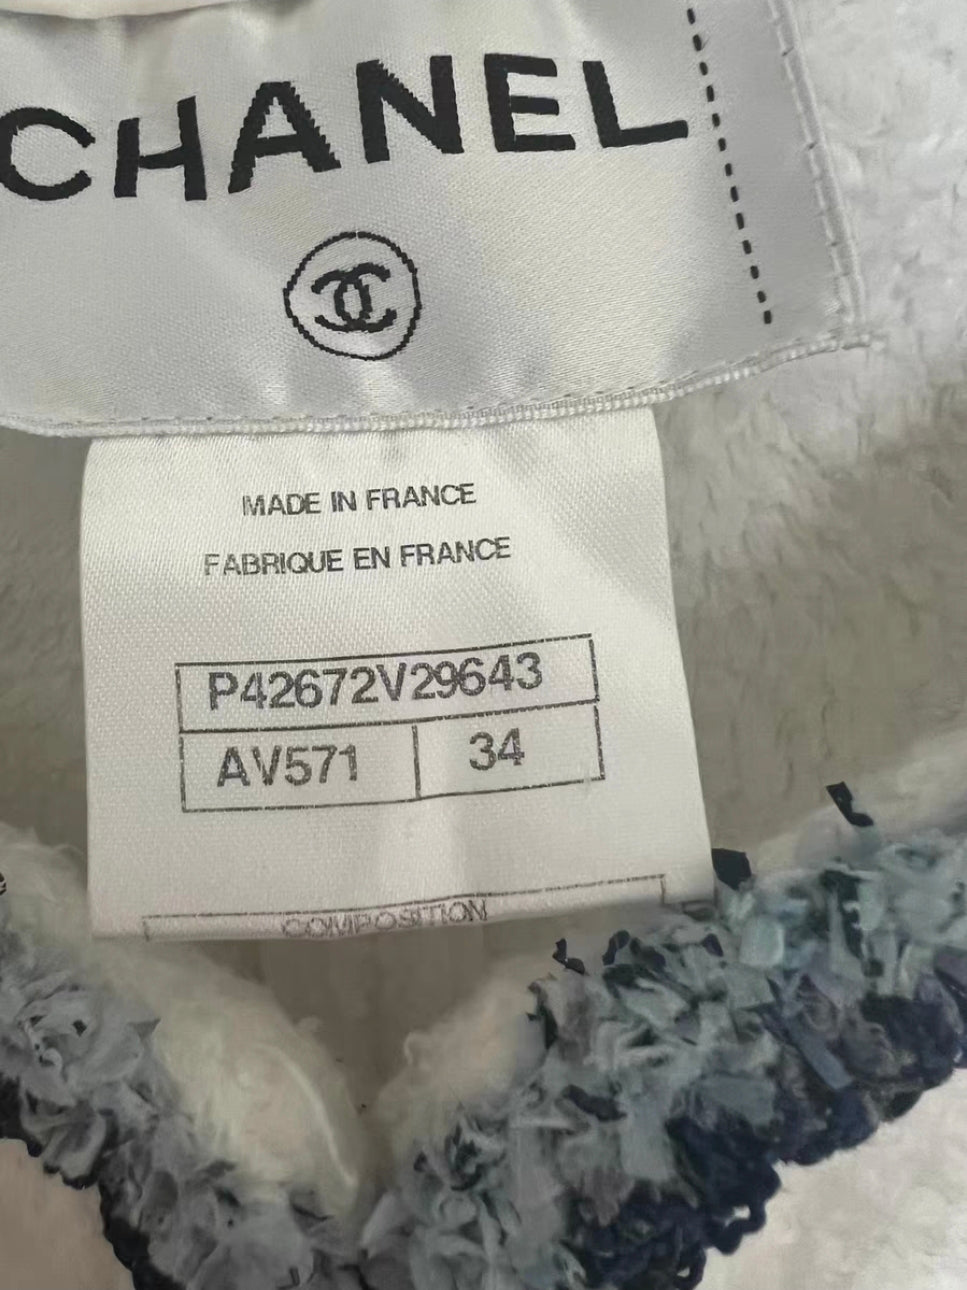 CHANEL
MADE IN FRANCE
FABRIQUE EN FRANCE
P42672V29643
AV571 34
COMPOSITION